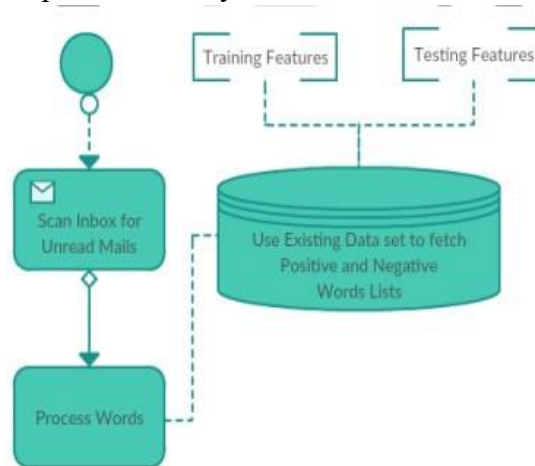 Training Features
Testing Features
Scan Inbox for
Unread Mails
Use Existing Data set to fetch
Positive and Negative
Words Lists
Process Words